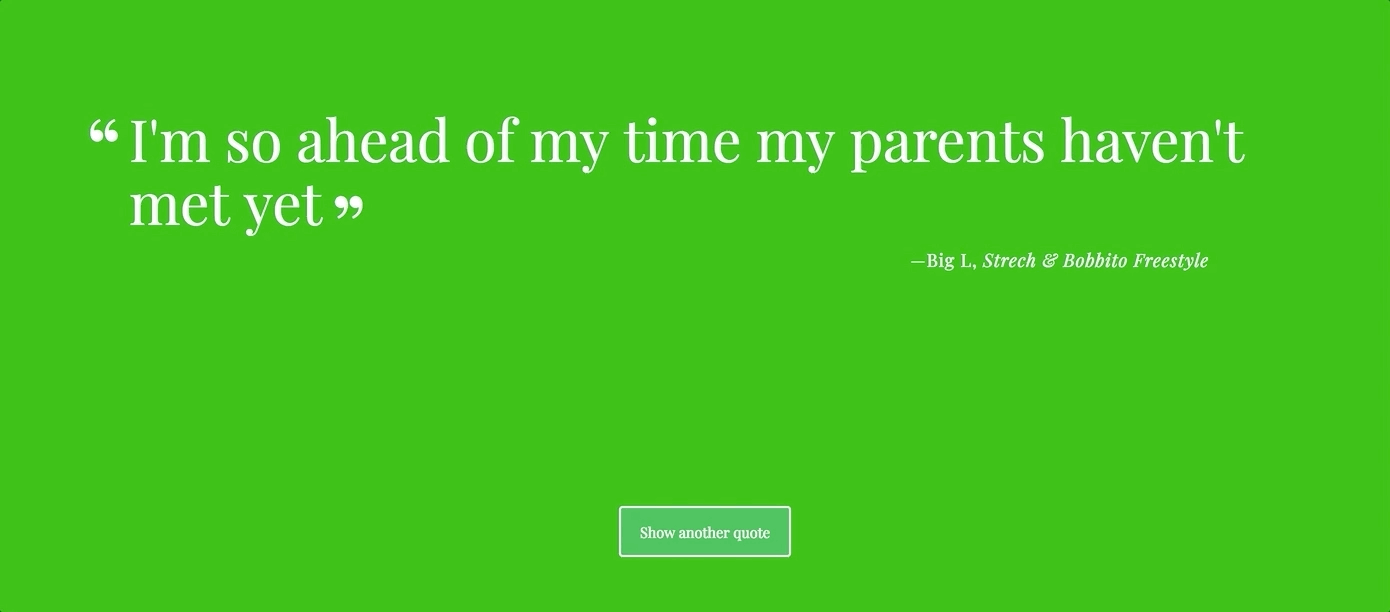 “ I'm so ahead of my time my parents haven't
met yet ”
—Big L, Strech & Bobbito Freestyle
Show another quote